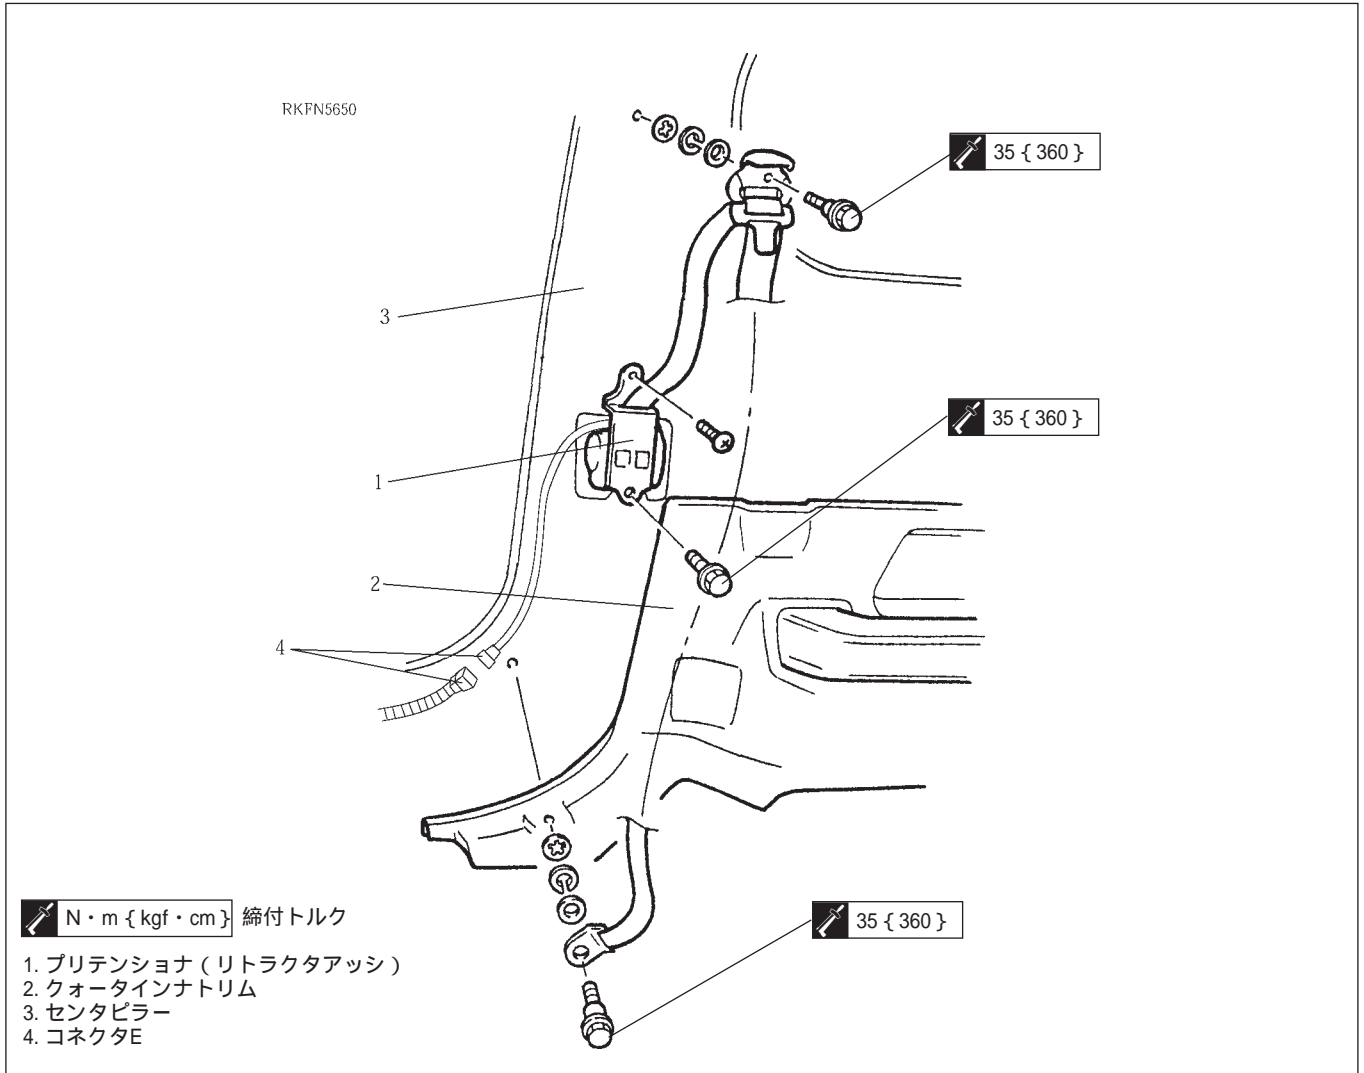 RKFN5650
35 { 360 }
3
35 { 360 }
1
2
4
N・m { kgf・cm } 締付トルク
35 { 360 }
1. プリテンショナ ( リトラクタアッシ )
2. クォータインナトリム
3. センタピラー
4. コネクタE